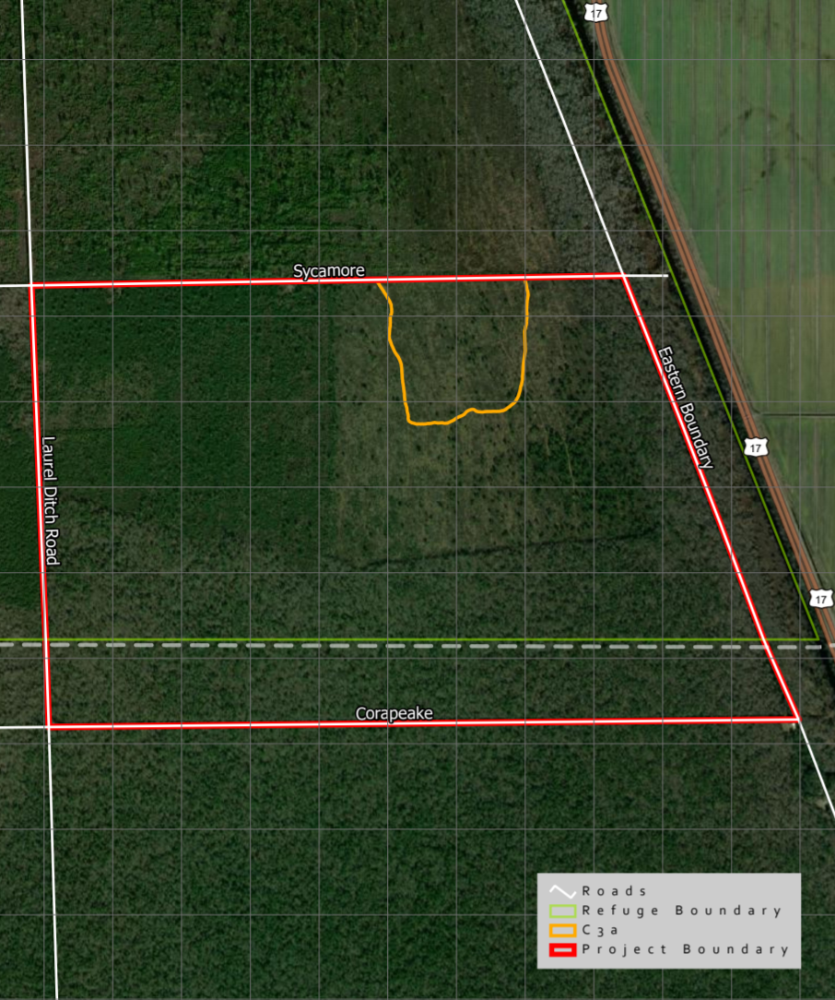 17
Sycamore
Eastern Boundary
17
Laurel Ditch Road
17
Corapeake
Roads
Refuge Boundary
C3a
Project Boundary